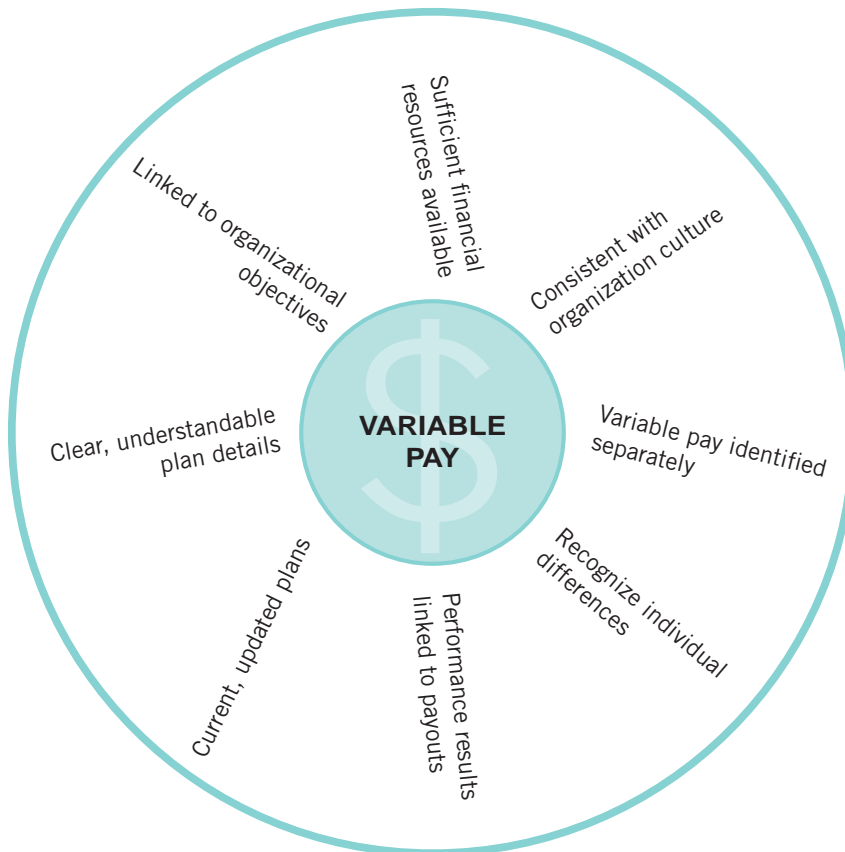 Sufficient financial
resources available
Consistent with
organization culture
Variable pay identified
separately
Recognize individual
differences
Performance results
linked to payouts
Current, updated plans
Clear, understandable
plan details
Linked to organizational
objectives
$
VARIABLE
PAY